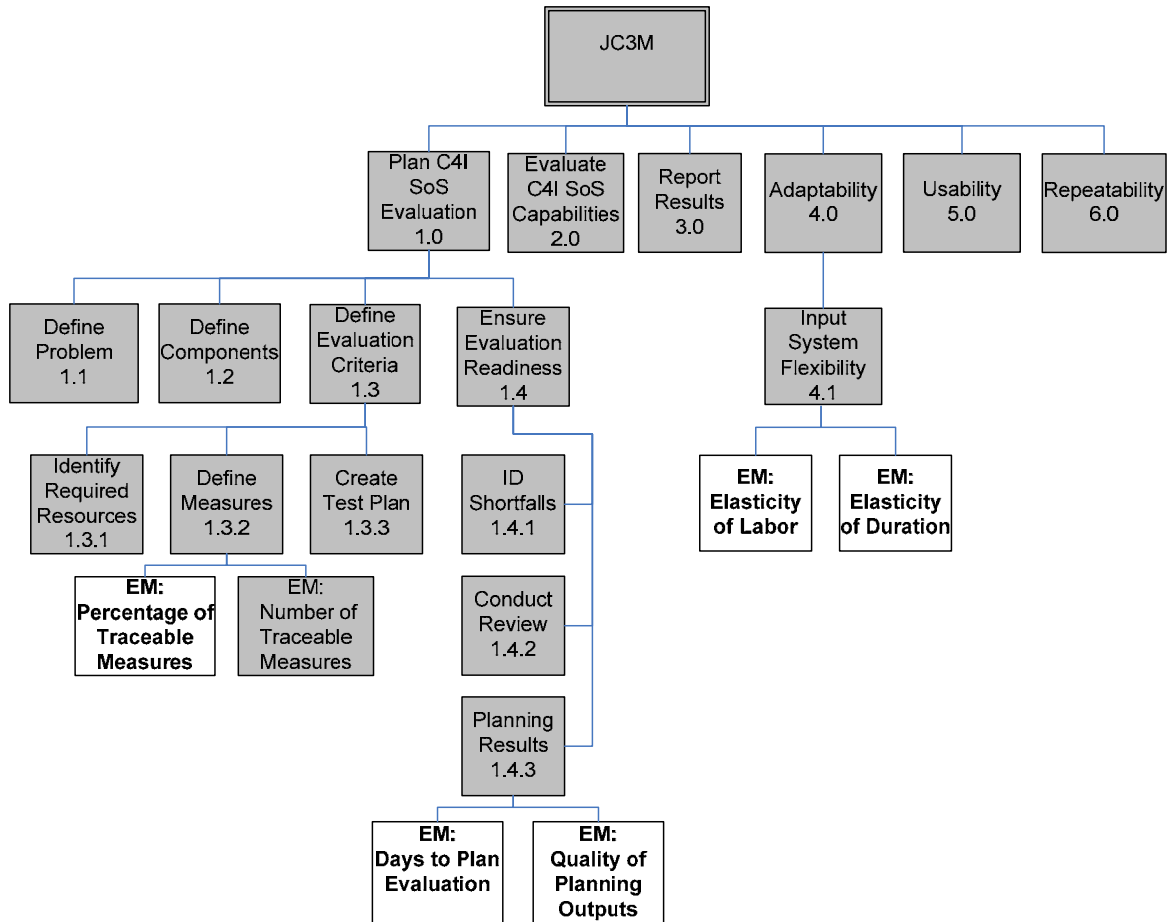 JC3M
Plan C4I
SoS
Evaluation
1.0
Evaluate
C4I SoS
Capabilities
2.0
Report
Results
3.0
Adaptability
4.0
Usability
5.0
Repeatability
6.0
Define
Problem
1.1
Define
Components
1.2
Define
Evaluation
Criteria
1.3
Ensure
Evaluation
Readiness
1.4
Input
System
Flexibility
4.1
Identify
Required
Resources
1.3.1
Define
Measures
1.3.2
Create
Test Plan
1.3.3
ID
Shortfalls
1.4.1
EM:
Elasticity
of Labor
EM:
Elasticity
of Duration
EM:
Percentage of
Traceable
Measures
EM:
Number of
Traceable
Measures
Conduct
Review
1.4.2
Planning
Results
1.4.3
EM:
Days to Plan
Evaluation
EM:
Quality of
Planning
Outputs